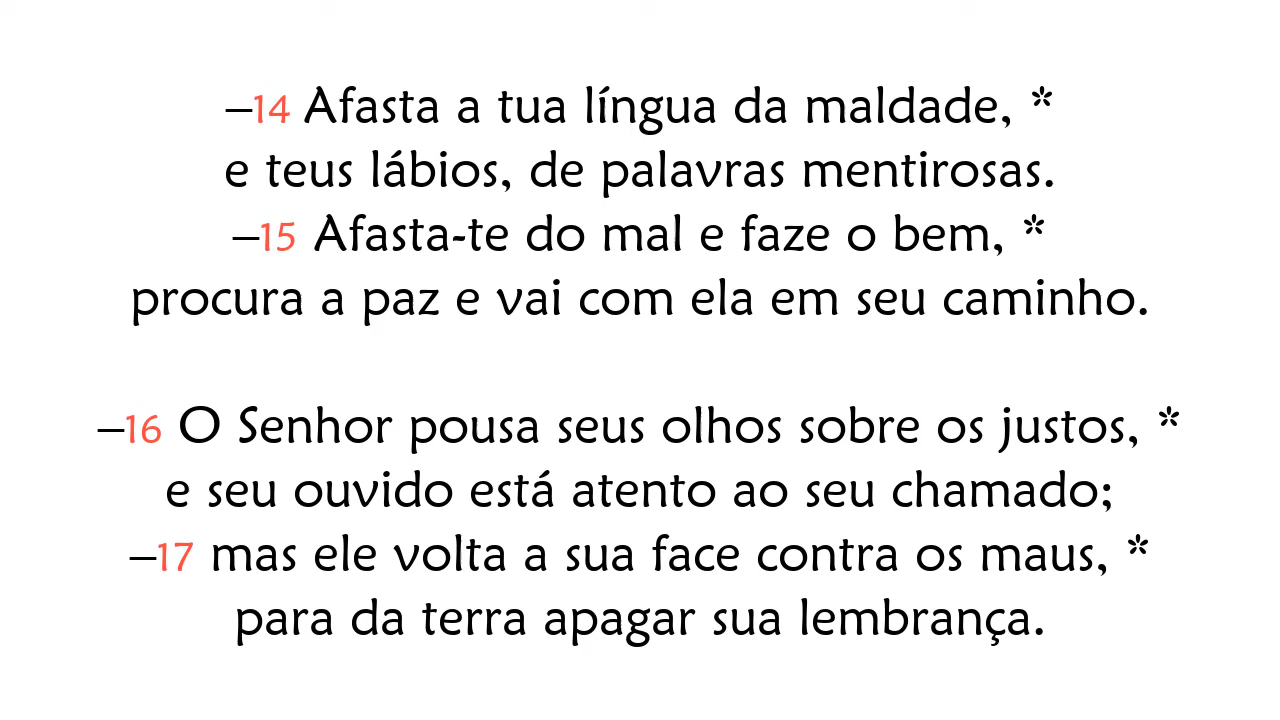 –14 Afasta a tua língua da maldade, *
e teus lábios, de palavras mentirosas.
–15 Afasta-te do mal e faze o bem, *
procura a paz e vai com ela em seu caminho.
–16 O Senhor pousa seus olhos sobre os justos, *
e seu ouvido está atento ao seu chamado;
–17 mas ele volta a sua face contra os maus, *
para da terra apagar sua lembrança.